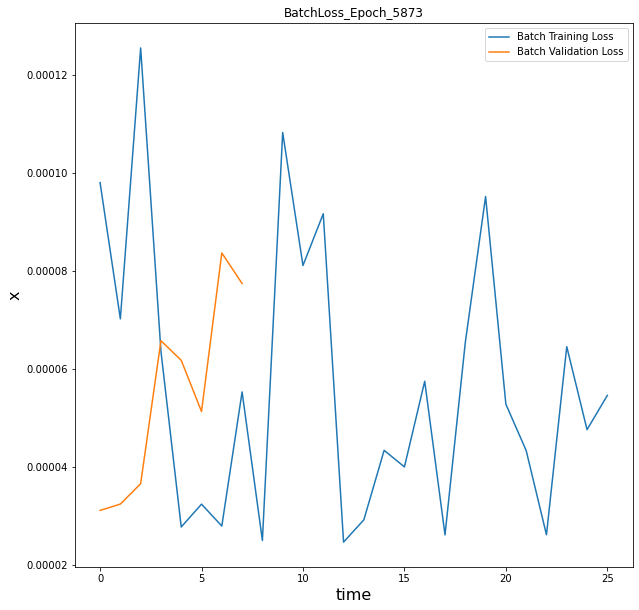 BatchLoss_Epoch_5873
Batch Training Loss
Batch Validation Loss
0.00012
0.00010
0.00008
0.00006
0.00004
0.00002
x
0 5 10 15 20 25
time